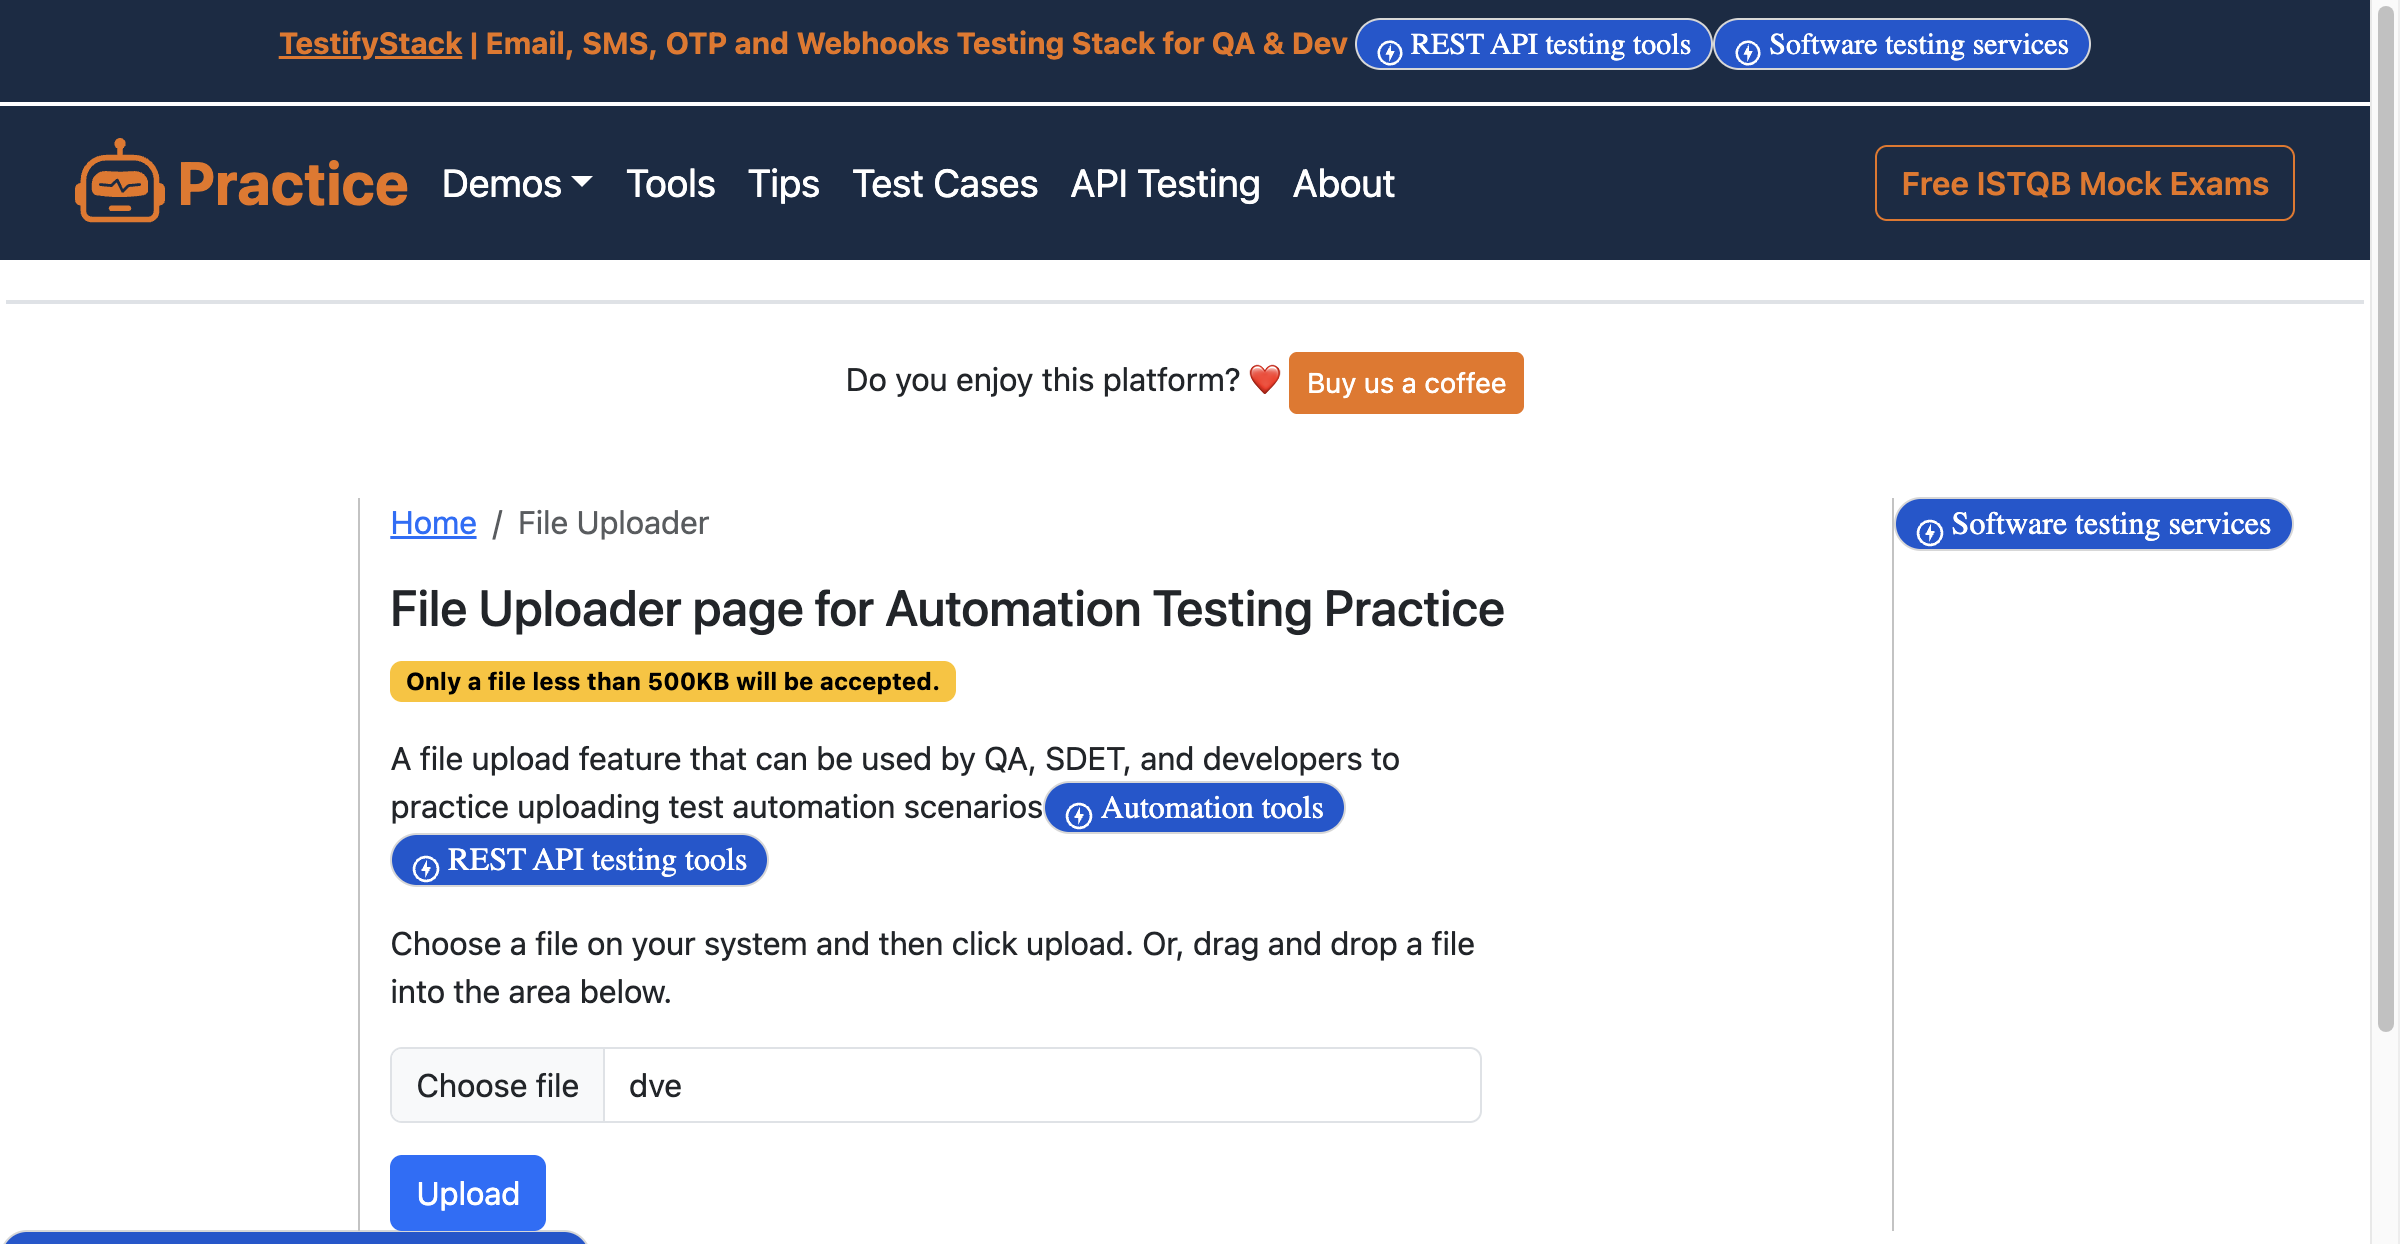 TestifyStack | Email, SMS, OTP and Webhooks Testing Stack for QA & Dev REST API testing tools Software testing services
Practice Demos Tools Tips Test Cases API Testing About Free ISTQB Mock Exams
Do you enjoy this platform? ❤️ Buy us a coffee
Home / File Uploader
Software testing services
File Uploader page for Automation Testing Practice
Only a file less than 500KB will be accepted.
A file upload feature that can be used by QA, SDET, and developers to
practice uploading test automation scenarios Automation tools
REST API testing tools
Choose a file on your system and then click upload. Or, drag and drop a file
into the area below.
Choose file dve
Upload